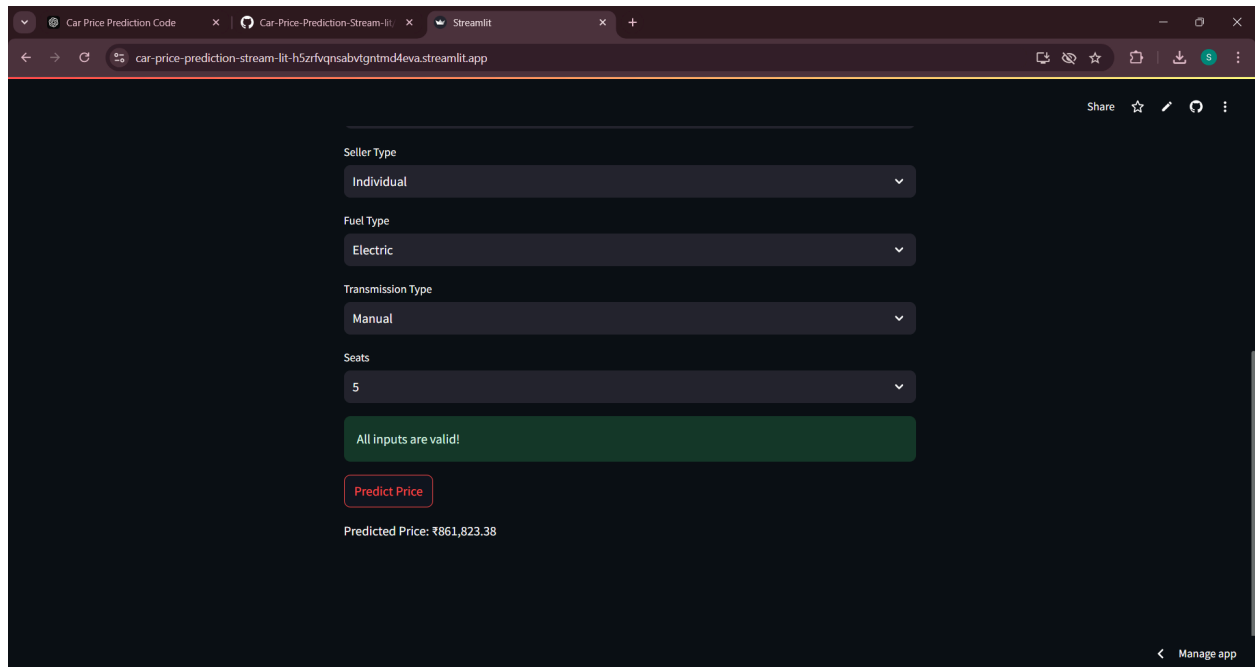 Car Price Prediction Code
Car-Price-Prediction-Stream-lit/
Streamlit
car-price-prediction-stream-lit-h5zrfvqnsabvtgntmd4eva.streamlit.app
S
Share
Seller Type
Individual
Fuel Type
Electric
Transmission Type
Manual
Seats
5
All inputs are valid!
Predict Price
Predicted Price: ₹861,823.38
Manage app